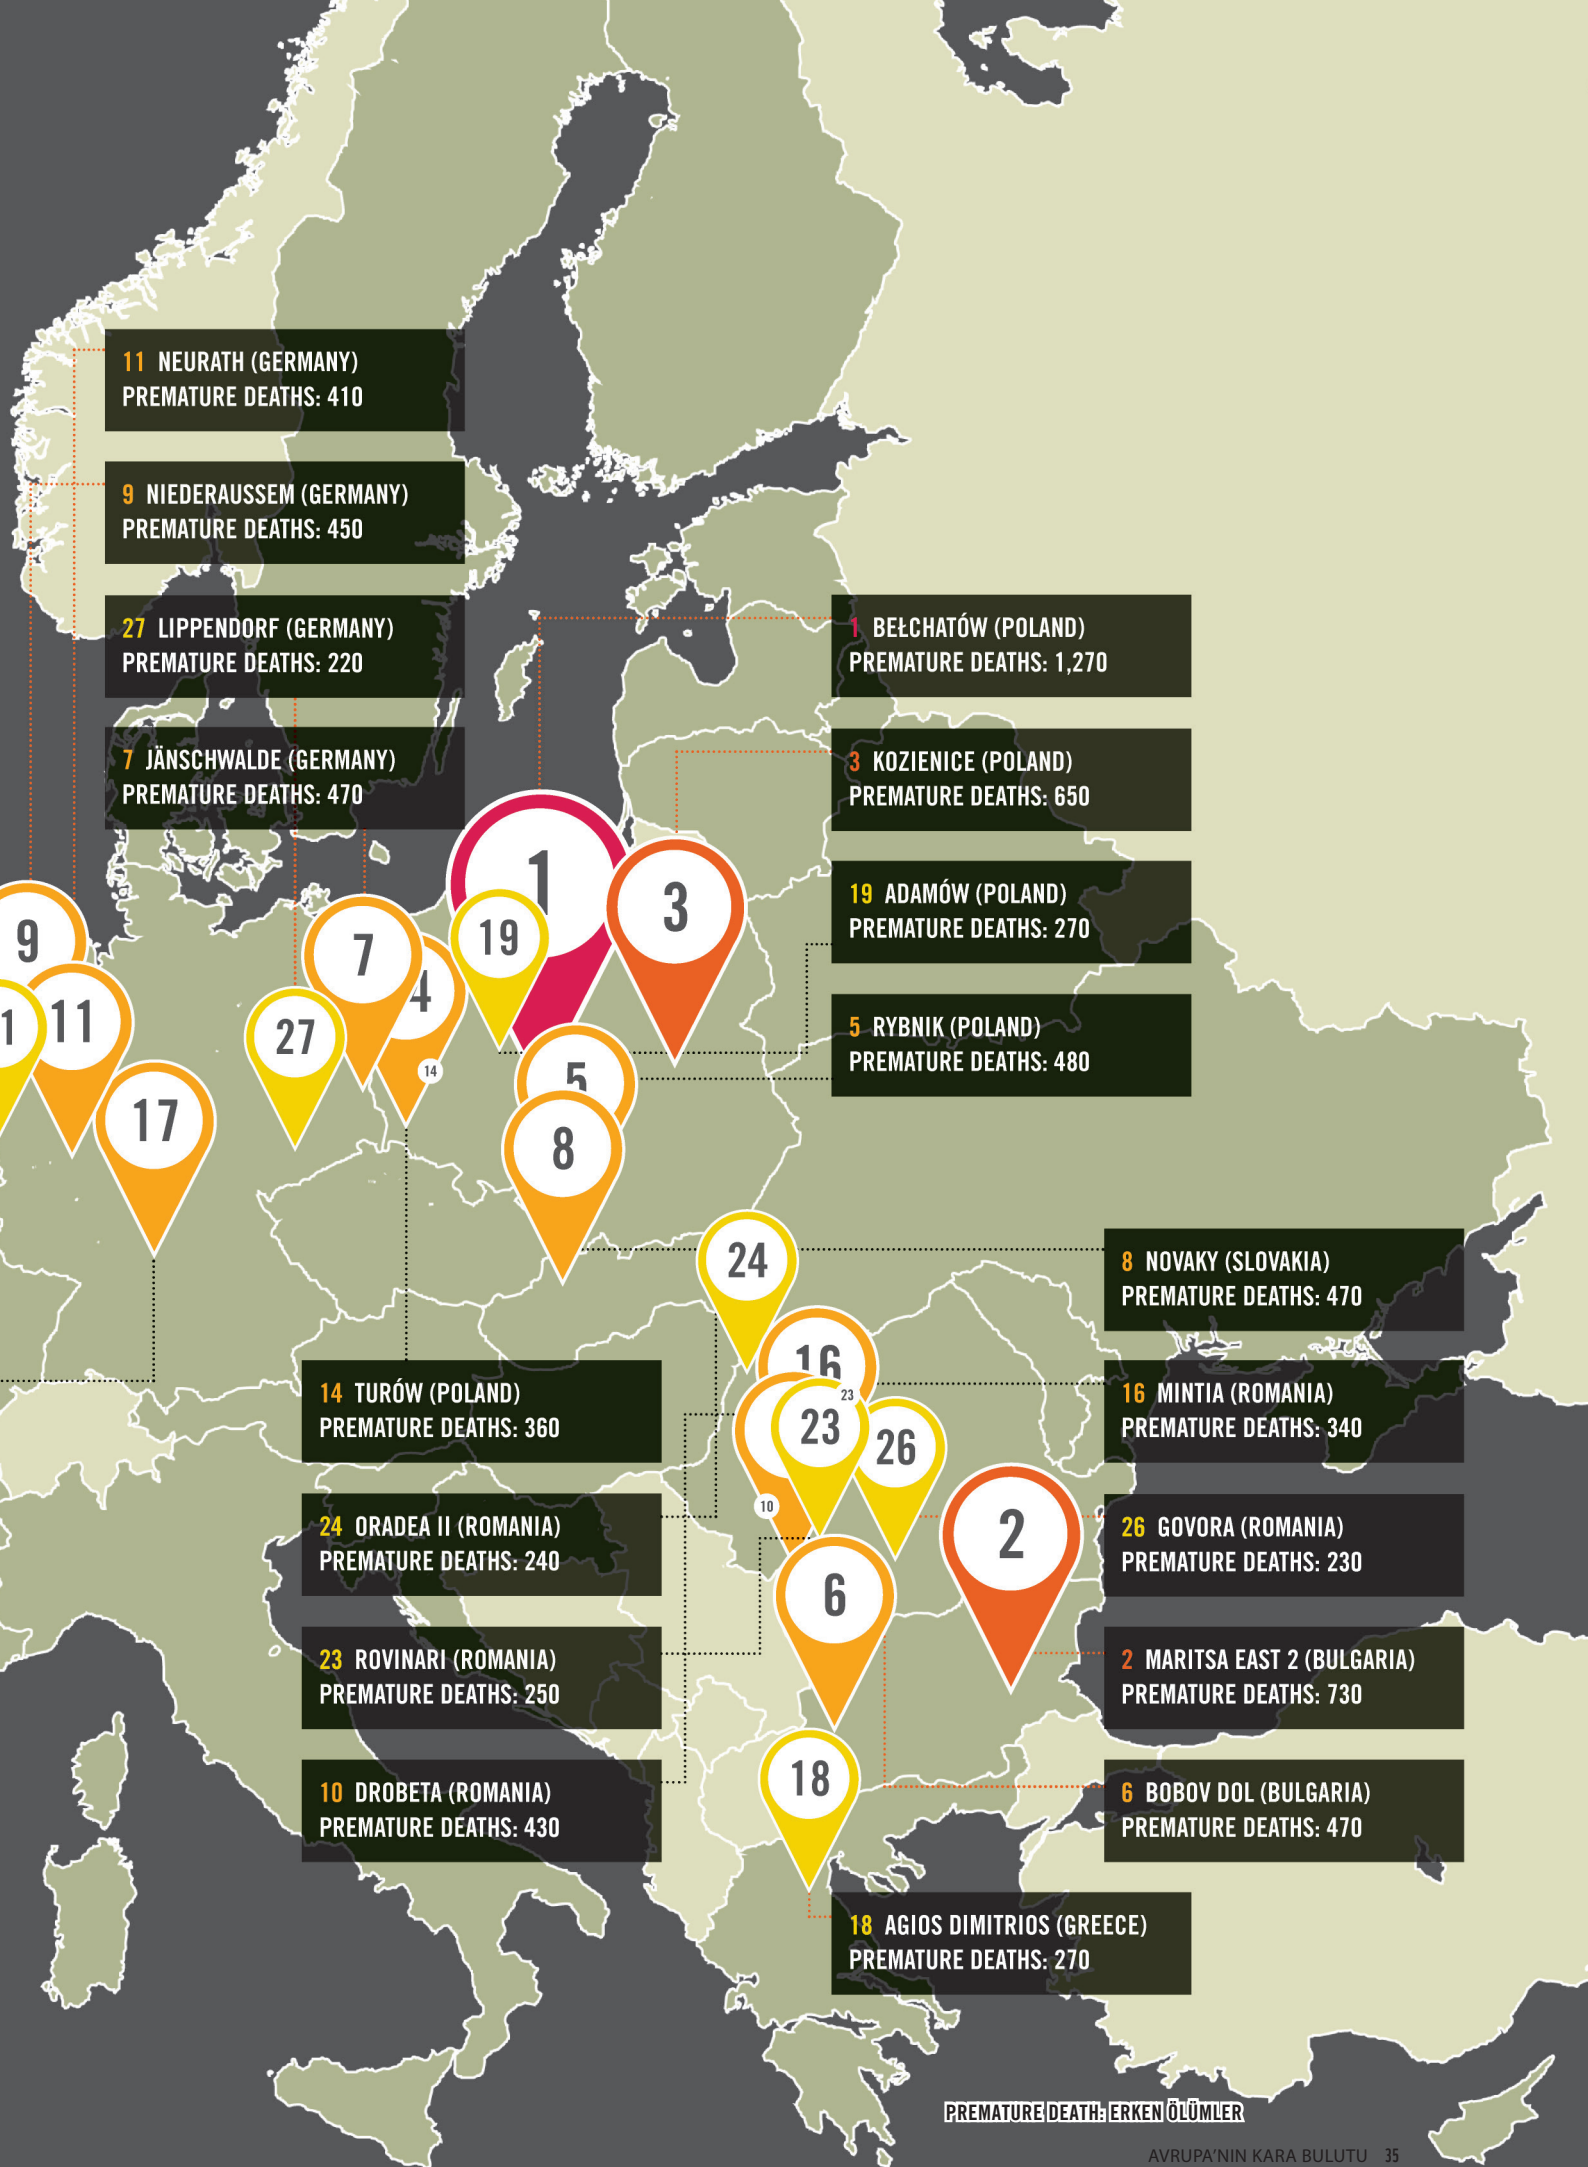 11 NEURATH (GERMANY)
PREMATURE DEATHS: 410
9 NIEDERAUSSEM (GERMANY)
PREMATURE DEATHS: 450
27 LIPPENDORF (GERMANY)
PREMATURE DEATHS: 220
7 JÄNSCHWALDE (GERMANY)
PREMATURE DEATHS: 470
1 BEŁCHATÓW (POLAND)
PREMATURE DEATHS: 1,270
3 KOZIENICE (POLAND)
PREMATURE DEATHS: 650
19 ADAMÓW (POLAND)
PREMATURE DEATHS: 270
5 RYBNIK (POLAND)
PREMATURE DEATHS: 480
1
3
19
9
7
4
11
1
27
14
5
17
8
24
16
23
23
26
10
2
6
18
8 NOVAKY (SLOVAKIA)
PREMATURE DEATHS: 470
16 MINTIA (ROMANIA)
PREMATURE DEATHS: 340
26 GOVORA (ROMANIA)
PREMATURE DEATHS: 230
2 MARITSA EAST 2 (BULGARIA)
PREMATURE DEATHS: 730
6 BOBOV DOL (BULGARIA)
PREMATURE DEATHS: 470
14 TURÓW (POLAND)
PREMATURE DEATHS: 360
24 ORADEA II (ROMANIA)
PREMATURE DEATHS: 240
23 ROVINARI (ROMANIA)
PREMATURE DEATHS: 250
10 DROBETA (ROMANIA)
PREMATURE DEATHS: 430
18 AGIOS DIMITRIOS (GREECE)
PREMATURE DEATHS: 270
PREMATURE DEATH: ERKEN ÖLÜMLER
AVRUPA'NIN KARA BULUTU 35